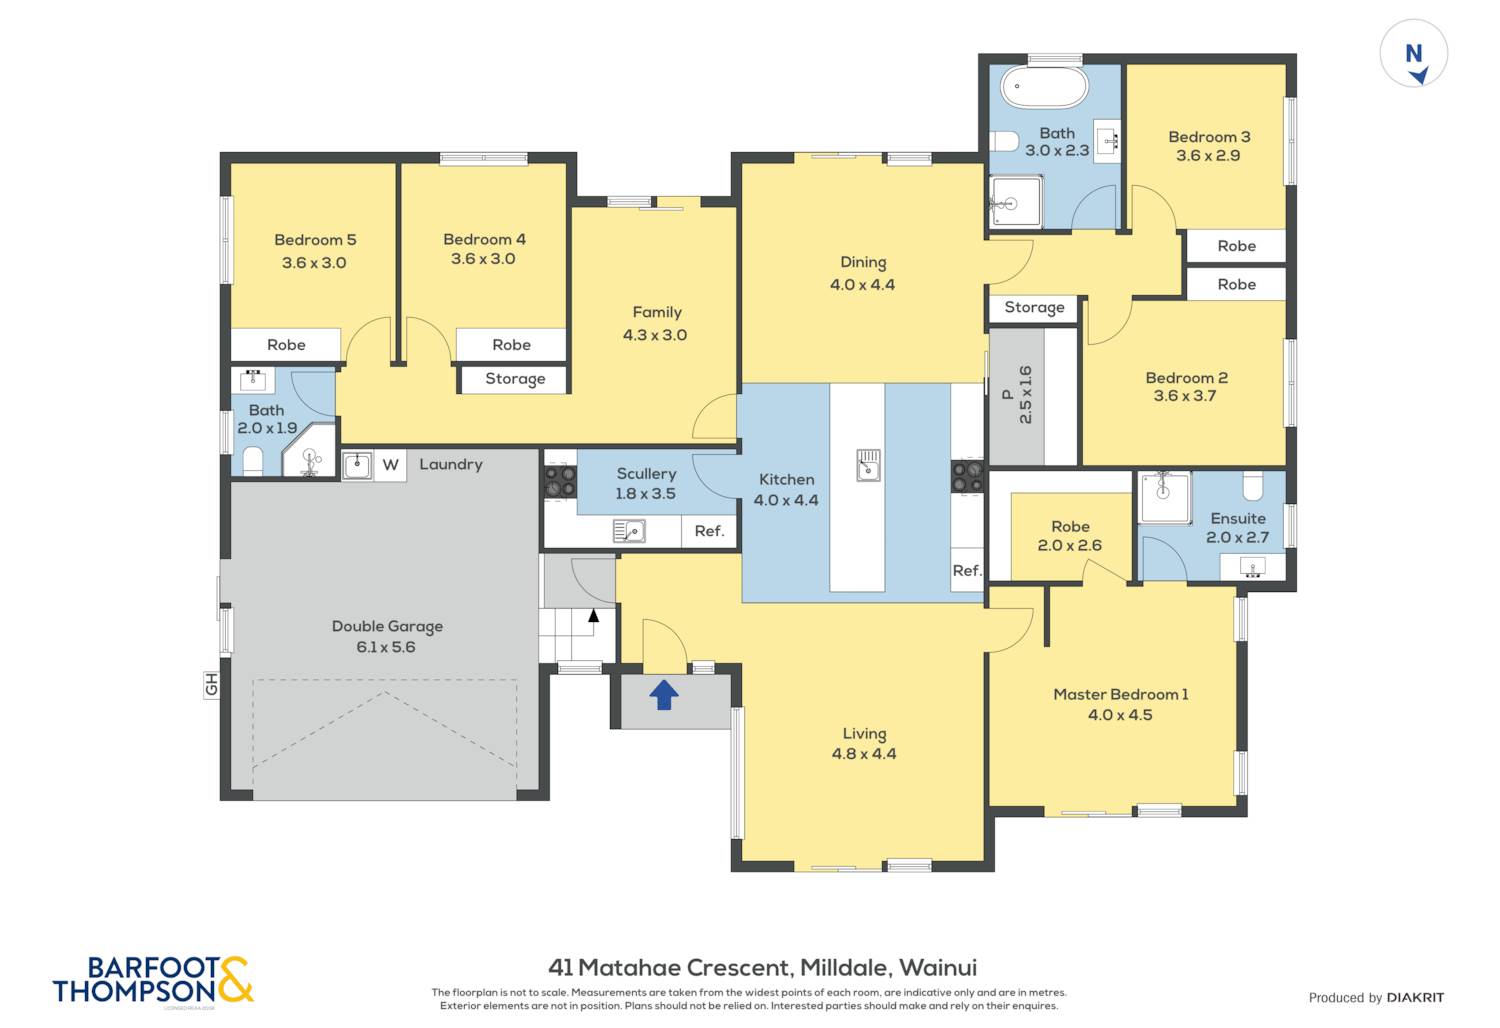 N
Bath
3.0 x 2.3
Bedroom 3
3.6 x 2.9
Robe
Robe
Bedroom 5
3.6 x 3.0
Robe
Bedroom 4
3.6 x 3.0
Robe
Storage
Family
4.3 x 3.0
Dining
4.0 x 4.4
Storage
P
2.5 x 1.6
Bedroom 2
3.6 x 3.7
Bath
2.0 x 1.9
W
Laundry
Scullery
1.8 x 3.5
Ref.
Kitchen
4.0 x 4.4
Ref.
Robe
2.0 x 2.6
Ensuite
2.0 x 2.7
Double Garage
6.1 x 5.6
GH
Living
4.8 x 4.4
Master Bedroom 1
4.0 x 4.5
BARFOOT &
THOMPSON
41 Matahae Crescent, Milldale, Wainui
The floorplan is not to scale. Measurements are taken from the widest points of each room, are indicative only and are in metres.
Exterior elements are not in position. Plans should not be relied on. Interested parties should make and rely on their enquires.
Produced by DIAKRIT